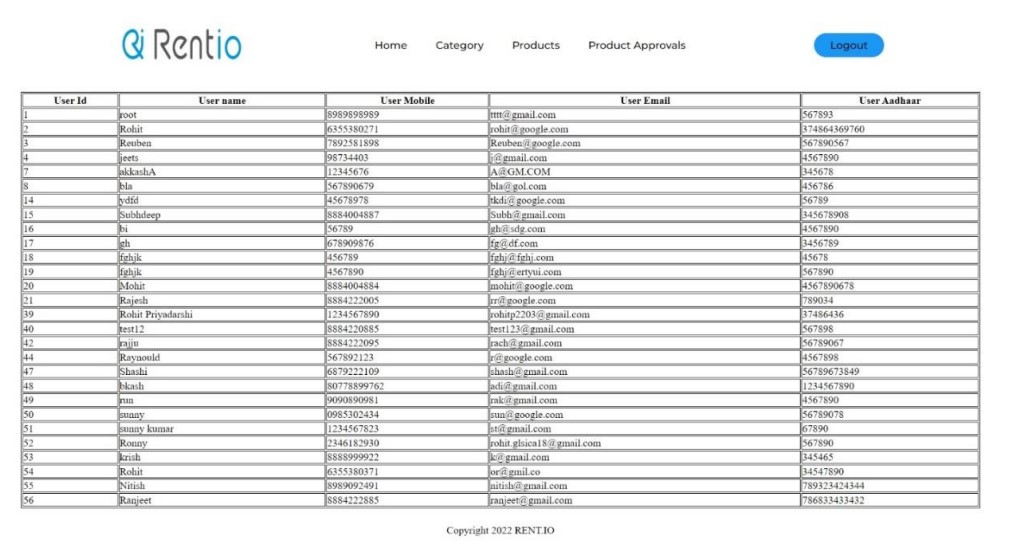 Rentio
Home Category Products Product Approvals Logout
User Id User name User Mobile User Email User Aadhaar
1 root 8989898989 tttt@gmail.com 567893
2 Rohit 6355380271 rohit@google.com 374864369760
3 Reuben 7892581898 Reuben@google.com 567890567
4 jeets 98734403 j@gmail.com 4567890
7 akkashA 12345676 A@GM.COM 345678
8 bla 567890679 bla@gol.com 456786
14 ydfd 45678978 tkdi@google.com 56789
15 Subhdeep 8884004887 Subh@gmail.com 345678908
16 bi 56789 gh@sdg.com 4567890
17 gh 678909876 fg@df.com 3456789
18 fghjk 456789 fghj@fghj.com 45678
19 fghjk 4567890 fghj@ertyui.com 567890
20 Mohit 8884004884 mohit@google.com 4567890678
21 Rajesh 8884222005 rr@google.com 789034
39 Rohit Priyadarshi 1234567890 rohitp2203@gmail.com 37486436
40 test12 8884220885 test123@gmail.com 567898
42 rajju 8884222095 rach@gmail.com 56789067
44 Raynould 567892123 r@google.com 4567898
47 Shashi 6879222109 shash@gmail.com 56789673849
48 bkash 80778899762 adi@gmail.com 1234567890
49 run 9090890981 rak@gmail.com 4567890
50 sunny 0985302434 sun@google.com 56789078
51 sunny kumar 1234567823 st@gmail.com 67890
52 Ronny 2346182930 rohit.glsica18@gmail.com 567890
53 krish 8888999922 k@gmail.com 345465
54 Rohit 6355380371 or@gmil.co 34547890
55 Nitish 8989092491 nitish@gmail.com 789323424344
56 Ranjeet 8884222885 ranjeet@gmail.com 786833433432
Copyright 2022 RENT.IO